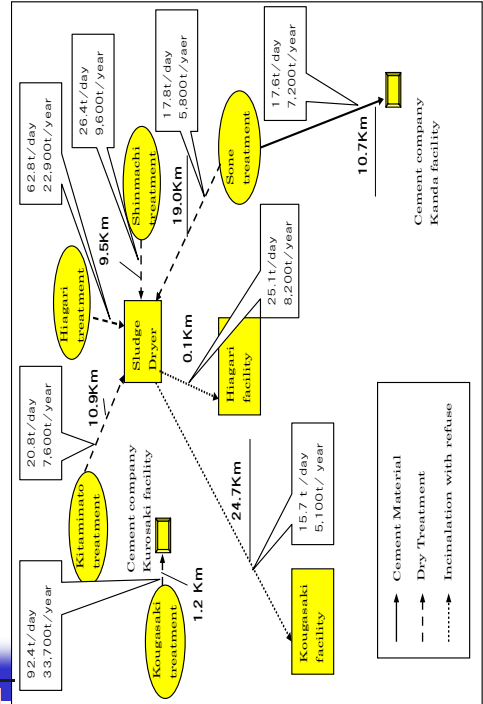 92.4t/day
33,700t/year
20.8t/day
7,600t/year
62.8t/day
22,900t/year
26.4t/day
9,600t/year
17.8t/day
5,800t/yaer
17.6t/day
7,200t/year
Kitaminato
treatment
Hiagari
treatment
Shinmachi
treatment
Sone
treatment
Kougasaki
treatment
Cement company
Kurosaki facility
1.2 Km
10.9Km
9.5Km
19.0Km
10.7Km
Sludge
Dryer
0.1Km
24.7Km
Hiagari
facility
25.1t/day
8,200t/year
15.7 t /day
5,100t/ year
Kougasaki
facility
Cement company
Kanda facility
Cement Material
Dry Treatment
Incinalation with refuse